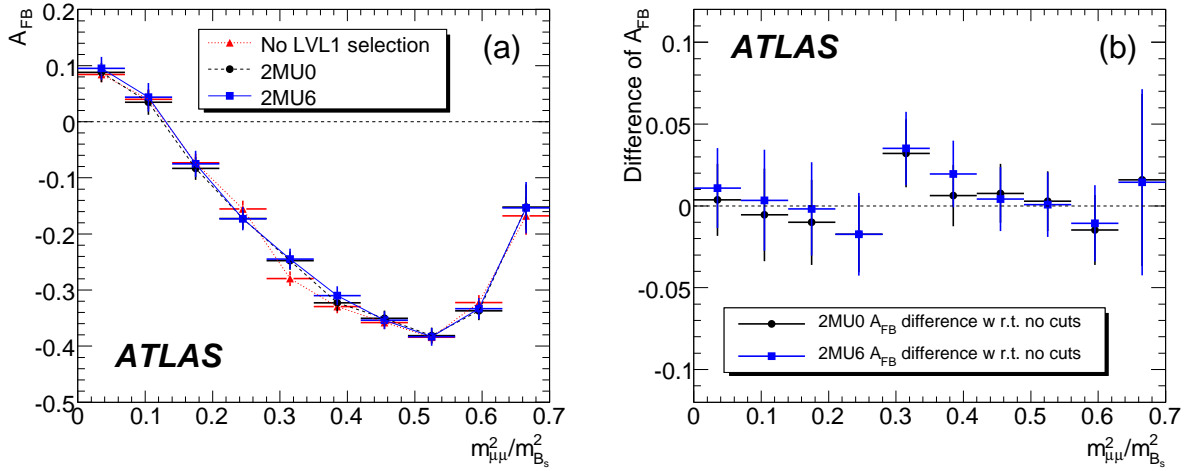 A_FB
0.2
0.1
0
-0.1
-0.2
-0.3
-0.4
-0.5
(a)
No LVL1 selection
2MU0
2MU6
ATLAS
0 0.1 0.2 0.3 0.4 0.5 0.6 0.7
m²_μμ/m²_Bs
Difference of A_FB
0.1
0.05
0
-0.05
-0.1
ATLAS
(b)
2MU0 A_FB difference w r.t. no cuts
2MU6 A_FB difference w r.t. no cuts
0 0.1 0.2 0.3 0.4 0.5 0.6 0.7
m²_μμ/m²_Bs